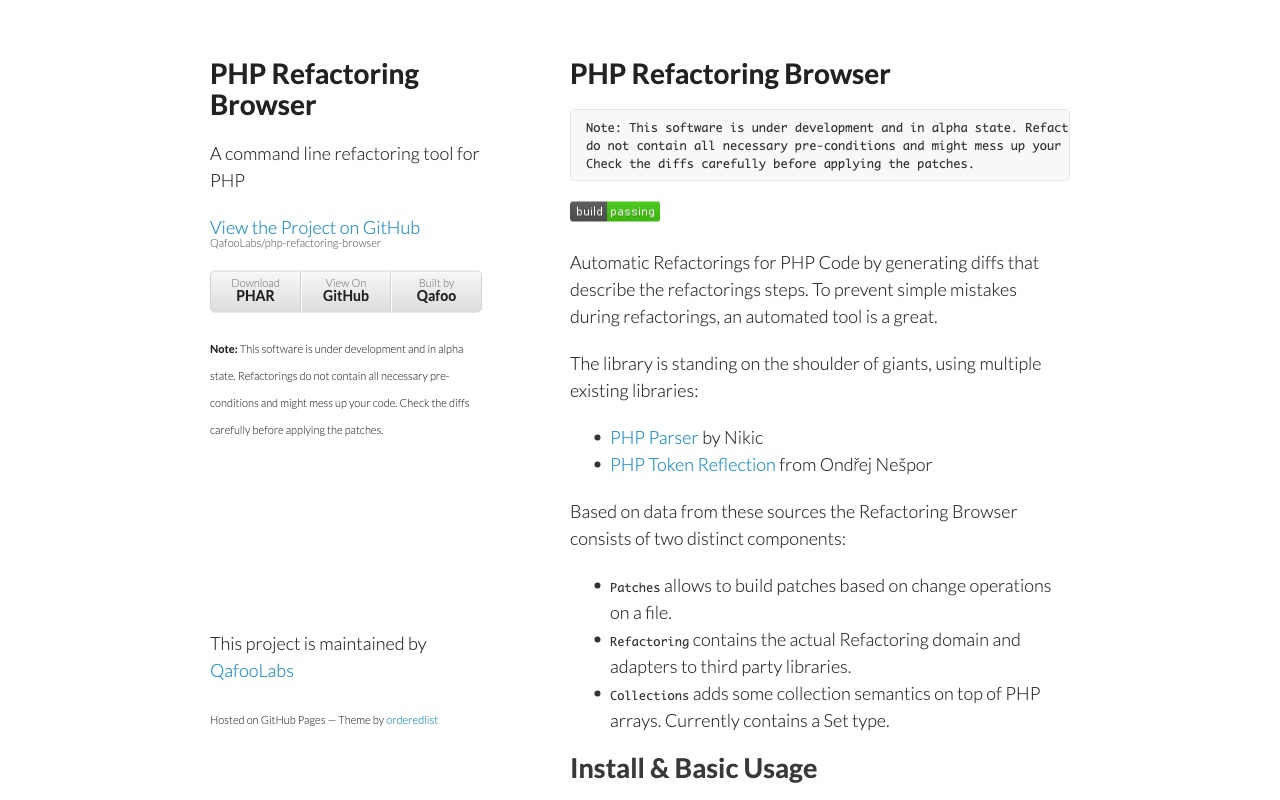 PHP Refactoring
Browser
A command line refactoring tool for
PHP
View the Project on GitHub
QafooLabs/php-refactoring-browser
Download
PHAR
View On
GitHub
Built by
Qafoo
Note: This software is under development and in alpha
state. Refactorings do not contain all necessary pre-
conditions and might mess up your code. Check the diffs
carefully before applying the patches.
This project is maintained by
QafooLabs
Hosted on GitHub Pages — Theme by orderedlist
PHP Refactoring Browser
Note: This software is under development and in alpha state. Refact
do not contain all necessary pre-conditions and might mess up your
Check the diffs carefully before applying the patches.
build passing
Automatic Refactorings for PHP Code by generating diffs that
describe the refactorings steps. To prevent simple mistakes
during refactorings, an automated tool is a great.
The library is standing on the shoulder of giants, using multiple
existing libraries:
• PHP Parser by Nikic
• PHP Token Reflection from Ondřej Nešpor
Based on data from these sources the Refactoring Browser
consists of two distinct components:
• Patches allows to build patches based on change operations
on a file.
• Refactoring contains the actual Refactoring domain and
adapters to third party libraries.
• Collections adds some collection semantics on top of PHP
arrays. Currently contains a Set type.
Install & Basic Usage